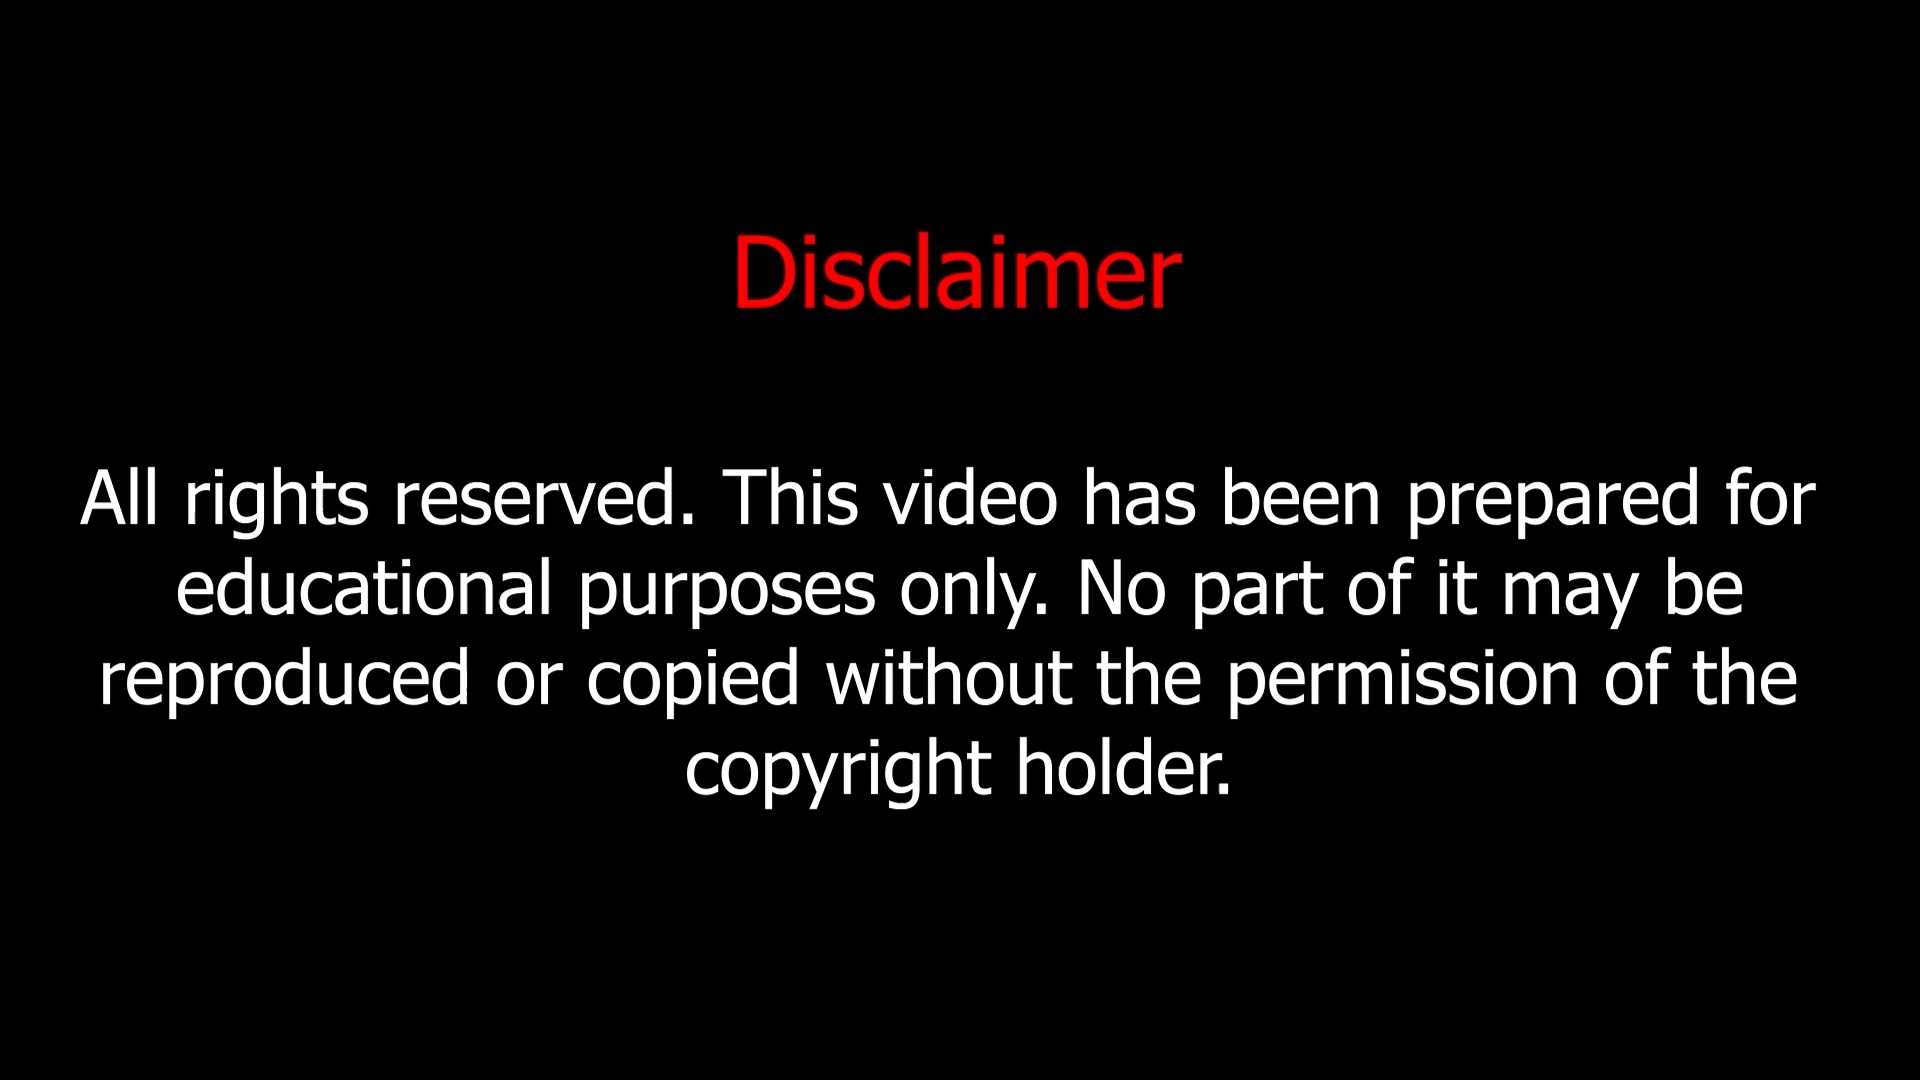 Disclaimer
All rights reserved. This video has been prepared for
educational purposes only. No part of it may be
reproduced or copied without the permission of the
copyright holder.